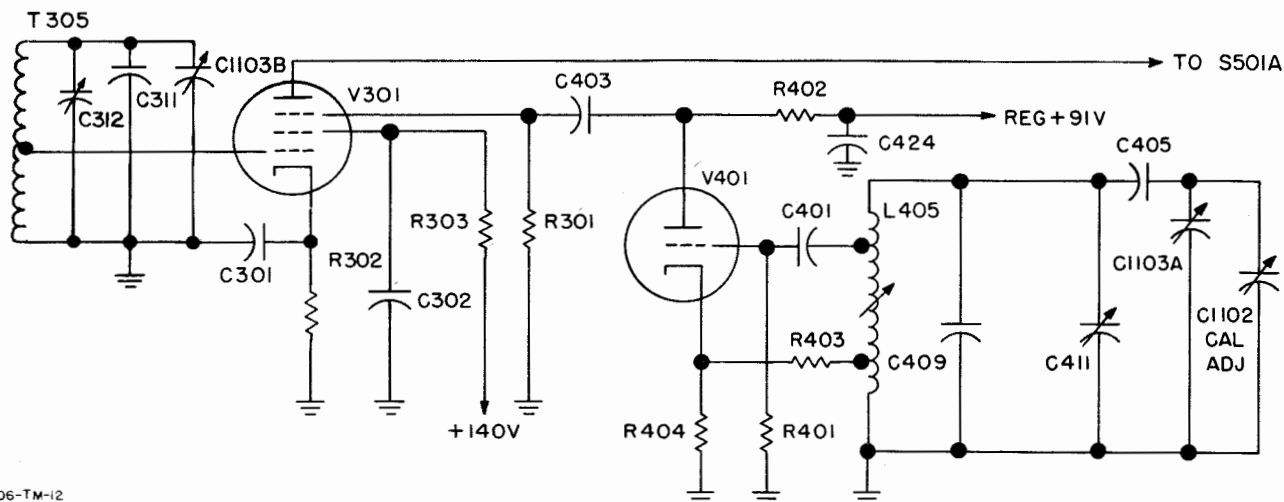 T305
C1103B
C311
C312
V301
C403
R402
TO S501A
REG+91V
C424
C405
V401
C401
L405
R303
R301
C301
R302
C302
C1103A
C1102
CAL
ADJ
R403
C409
C411
+140V
R404
R401
06-TM-12